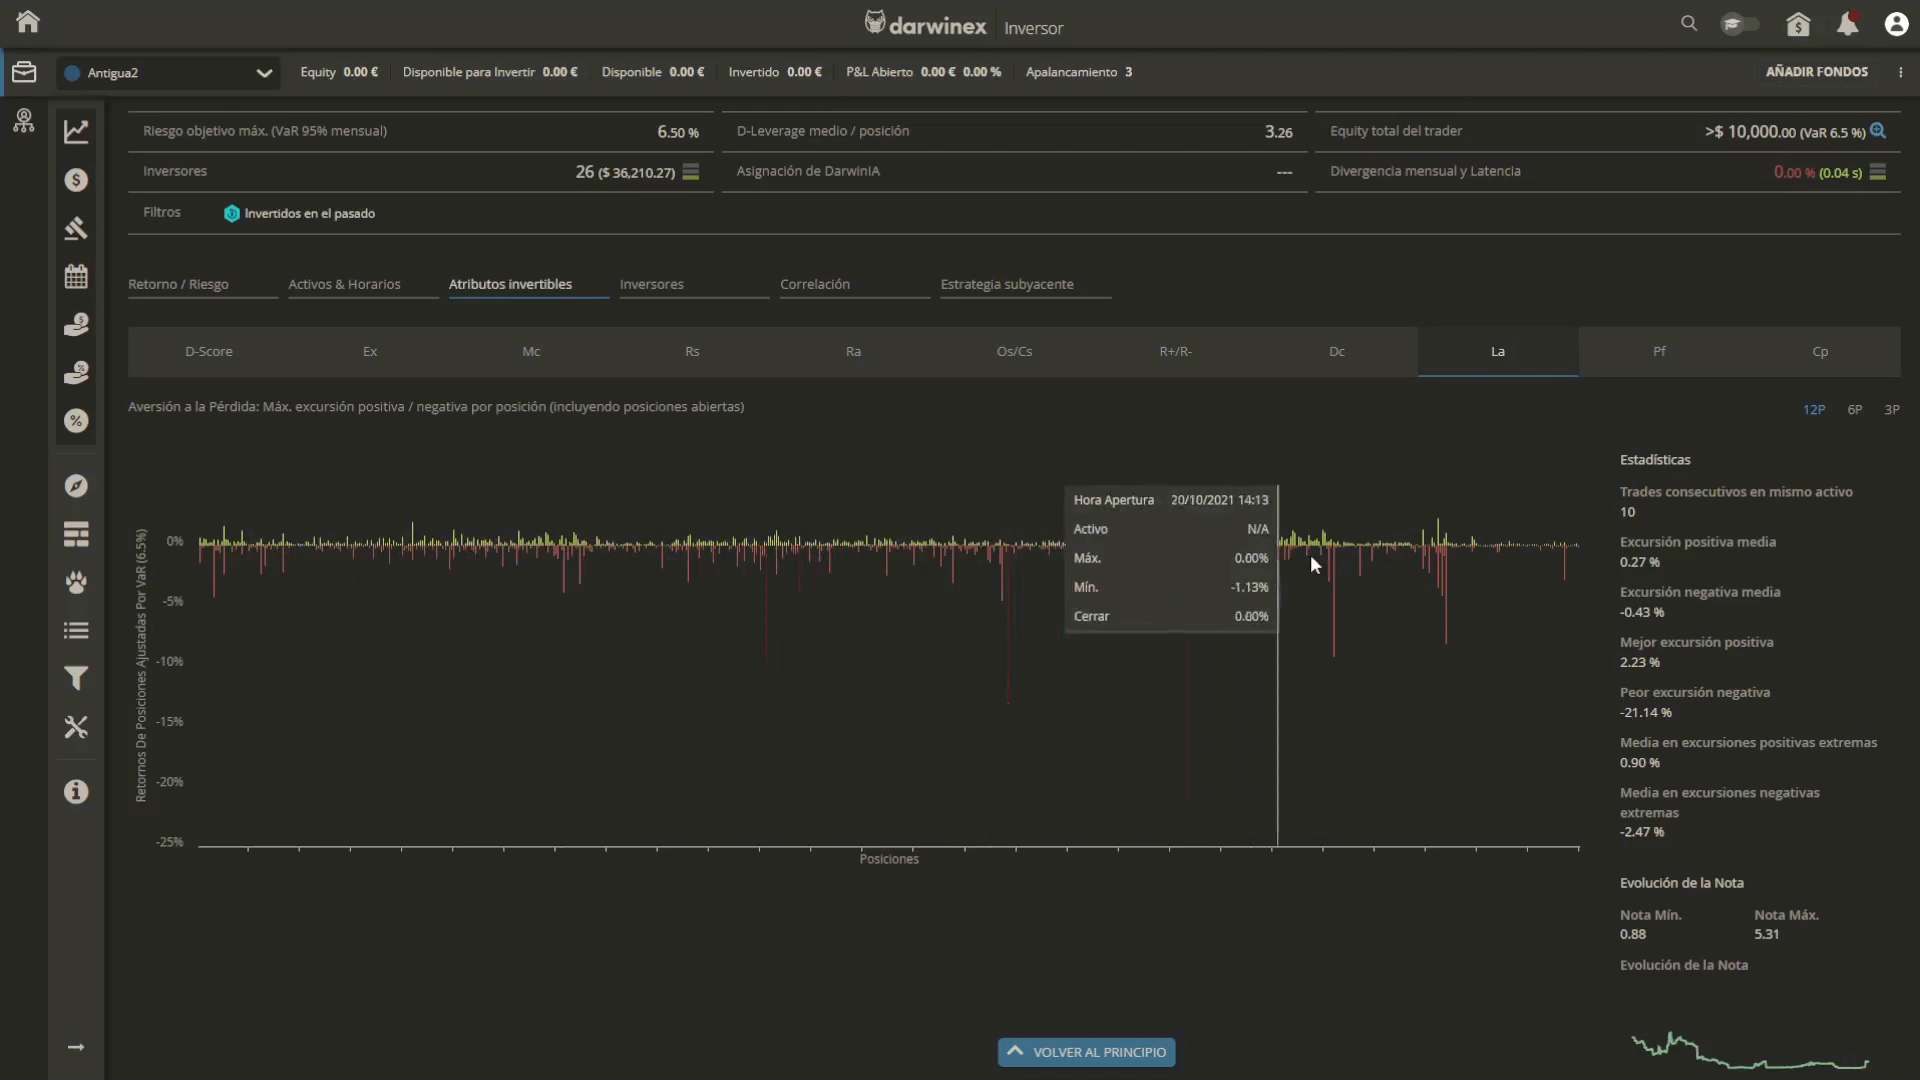 darwinex Inversor
Antigua2 Equity 0.00 € Disponible para Invertir 0.00 € Disponible 0.00 € Invertido 0.00 € P&L Abierto 0.00 € 0.00 % Apalancamiento 3 AÑADIR FONDOS
Riesgo objetivo máx. (VaR 95% mensual) 6.50 % D-Leverage medio / posición 3.26 Equity total del trader >$ 10,000.00 (VaR 6.5 %)
Inversores 26 ($ 36,210.27) Asignación de DarwinIA --- Divergencia mensual y Latencia 0.00 % (0.04 s)
Filtros Invertidos en el pasado
Retorno / Riesgo Activos & Horarios Atributos invertibles Inversores Correlación Estrategia subyacente
D-Score Ex Mc Rs Ra Os/Cs R+/R- Dc La Pf Cp
Aversión a la Pérdida: Máx. excursión positiva / negativa por posición (incluyendo posiciones abiertas)
12P 6P 3P
Retornos De Posiciones Ajustadas Por VaR (6.5%)
0%
-5%
-10%
-15%
-20%
-25%
Posiciones
Hora Apertura 20/10/2021 14:13
Activo N/A
Máx. 0.00%
Mín. -1.13%
Cerrar 0.00%
Estadísticas
Trades consecutivos en mismo activo
10
Excursión positiva media
0.27 %
Excursión negativa media
-0.43 %
Mejor excursión positiva
2.23 %
Peor excursión negativa
-21.14 %
Media en excursiones positivas extremas
0.90 %
Media en excursiones negativas
extremas
-2.47 %
Evolución de la Nota
Nota Mín. Nota Máx.
0.88 5.31
Evolución de la Nota
VOLVER AL PRINCIPIO